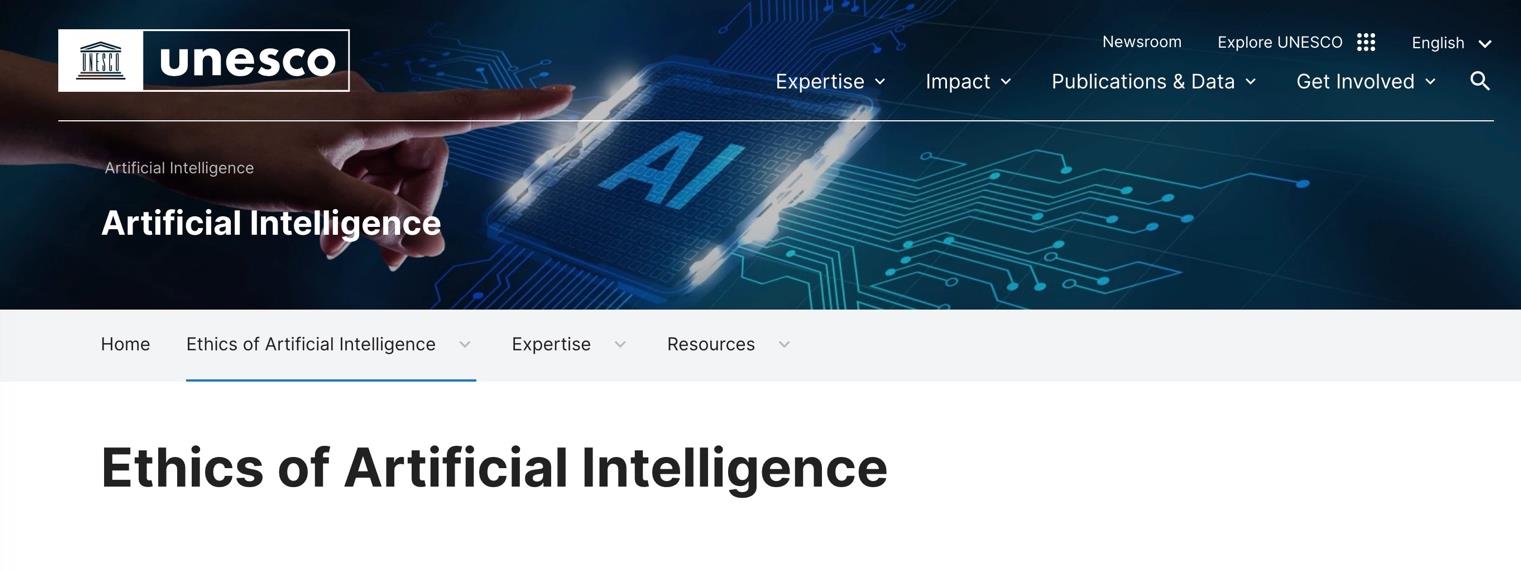 UNESCO
unesco
Newsroom Explore UNESCO English
Expertise Impact Publications & Data Get Involved
AI
Artificial Intelligence
Artificial Intelligence
Home Ethics of Artificial Intelligence Expertise Resources
Ethics of Artificial Intelligence